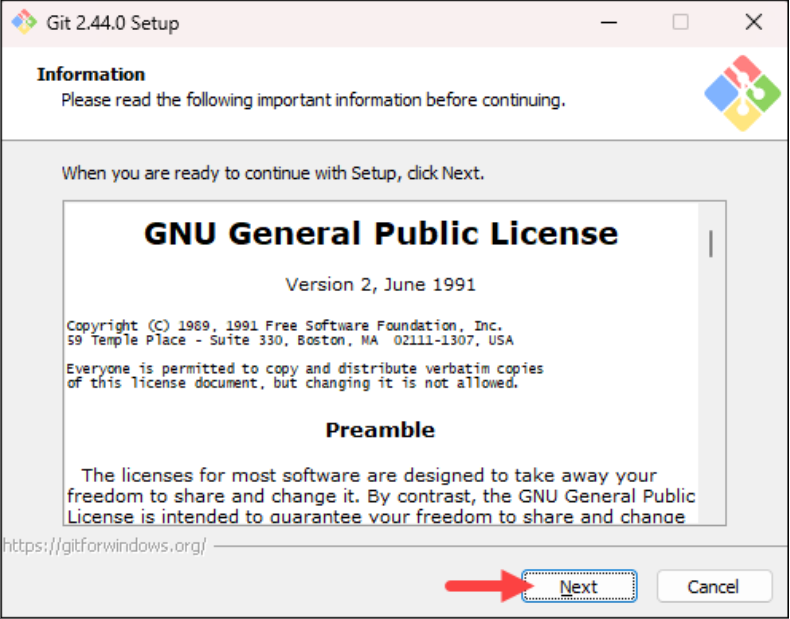 Git 2.44.0 Setup
Information
Please read the following important information before continuing.
When you are ready to continue with Setup, click Next.
GNU General Public License
Version 2, June 1991
Copyright (C) 1989, 1991 Free Software Foundation, Inc.
59 Temple Place - Suite 330, Boston, MA  02111-1307, USA
Everyone is permitted to copy and distribute verbatim copies
of this license document, but changing it is not allowed.
Preamble
The licenses for most software are designed to take away your
freedom to share and change it. By contrast, the GNU General Public
License is intended to guarantee your freedom to share and change
https://gitforwindows.org/
Next
Cancel